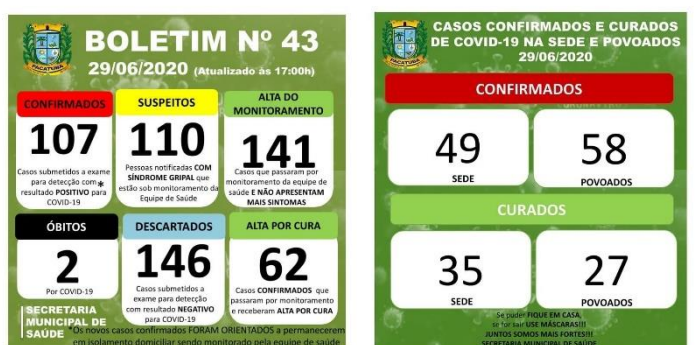 PACATUBA
BOLETIM Nº 43
29/06/2020 (Atualizado às 17:00h)
CONFIRMADOS
107
Casos submetidos a exame
para detecção com*
resultado POSITIVO para
COVID-19
SUSPEITOS
110
Pessoas notificadas COM
SÍNDROME GRIPAL que
estão sob monitoramento da
Equipe de Saúde
ALTA DO
MONITORAMENTO
141
Casos que passaram por
monitoramento da equipe de
saúde E NÃO APRESENTAM
MAIS SINTOMAS
ÓBITOS
2
Por COVID-19
DESCARTADOS
146
Casos submetidos a
exame para detecção
com resultado NEGATIVO
para COVID-19
ALTA POR CURA
62
Casos CONFIRMADOS que
passaram por monitoramento
e receberam ALTA POR CURA
SECRETARIA
MUNICIPAL DE
SAÚDE
*Os novos casos confirmados FORAM ORIENTADOS a permanecerem
em isolamento domiciliar sendo monitorado pela equipe de saúde
PACATUBA
CASOS CONFIRMADOS E CURADOS
DE COVID-19 NA SEDE E POVOADOS
29/06/2020
CONFIRMADOS
49
SEDE
58
POVOADOS
CURADOS
35
SEDE
27
POVOADOS
Se puder FIQUE EM CASA,
se for sair USE MÁSCARAS!!!
JUNTOS SOMOS MAIS FORTES!!!
SECRETARIA MUNICIPAL DE SAÚDE